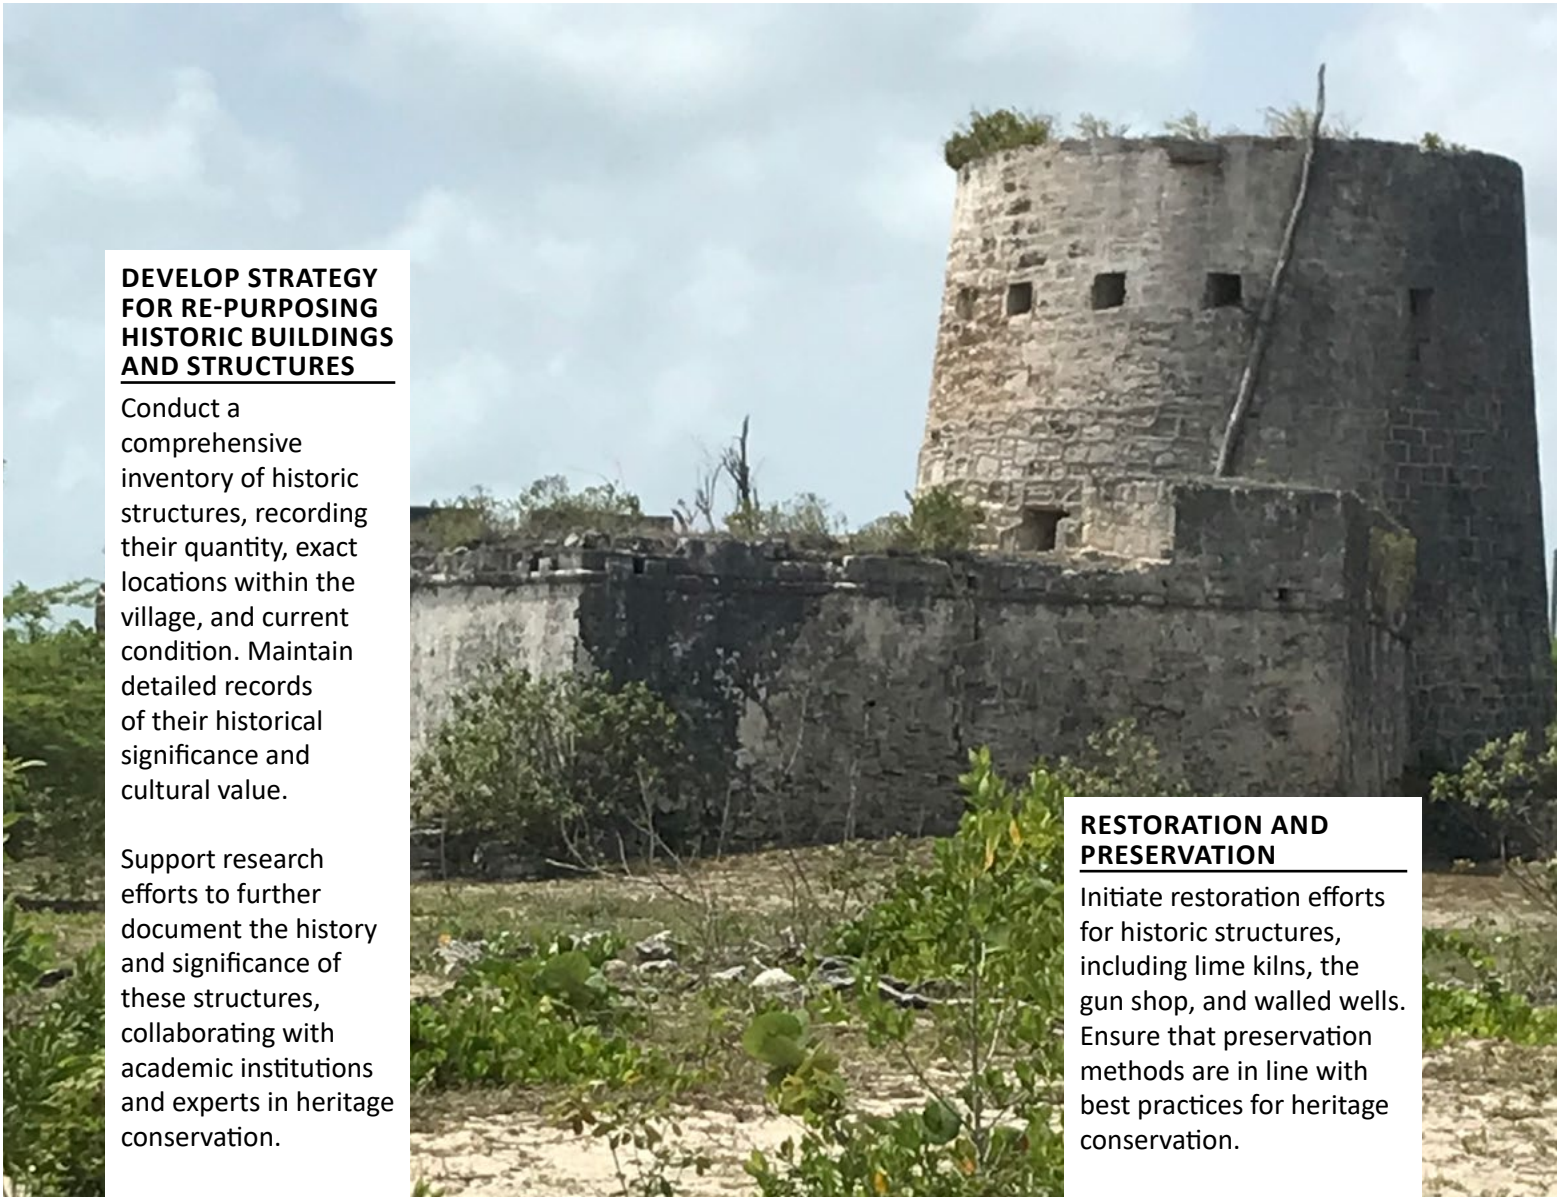 DEVELOP STRATEGY
FOR RE-PURPOSING
HISTORIC BUILDINGS
AND STRUCTURES
Conduct a
comprehensive
inventory of historic
structures, recording
their quantity, exact
locations within the
village, and current
condition. Maintain
detailed records
of their historical
significance and
cultural value.
Support research
efforts to further
document the history
and significance of
these structures,
collaborating with
academic institutions
and experts in heritage
conservation.
RESTORATION AND
PRESERVATION
Initiate restoration efforts
for historic structures,
including lime kilns, the
gun shop, and walled wells.
Ensure that preservation
methods are in line with
best practices for heritage
conservation.